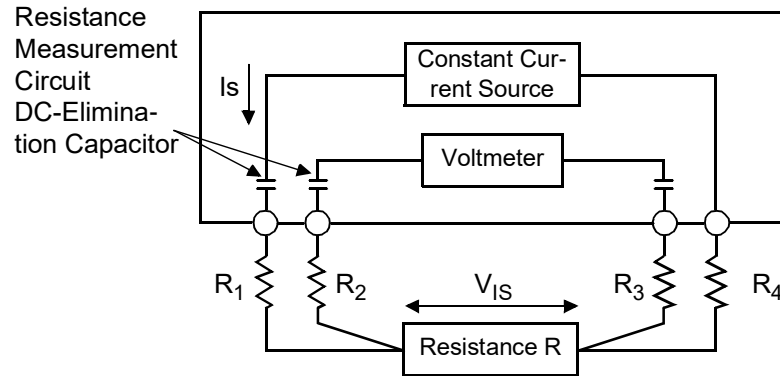 Resistance
Measurement
Circuit
DC-Elimina-
tion Capacitor
Is
Constant Cur-
rent Source
Voltmeter
R1
R2
VIS
R3
R4
Resistance R